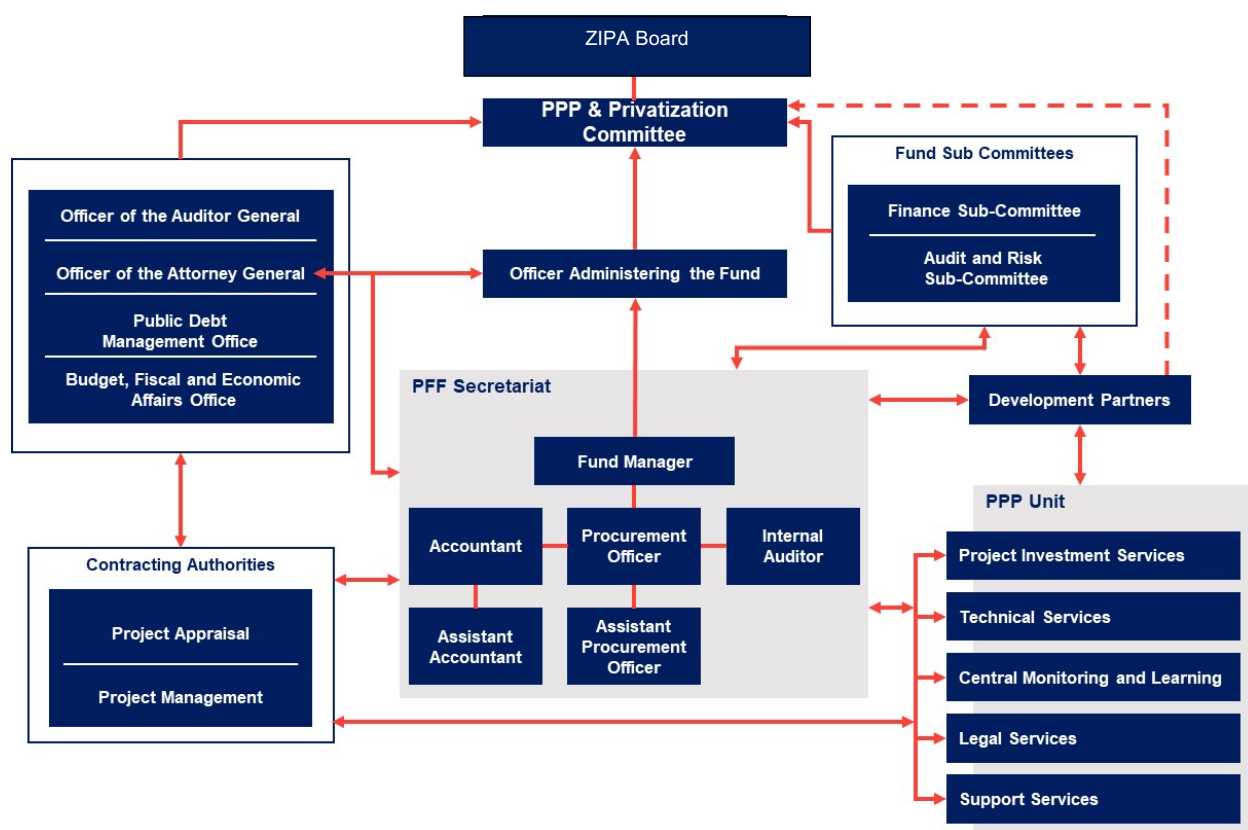 ZIPA Board
PPP & Privatization
Committee
Fund Sub Committees
Finance Sub-Committee
Audit and Risk
Sub-Committee
Officer of the Auditor General
Officer of the Attorney General
Public Debt
Management Office
Budget, Fiscal and Economic
Affairs Office
Officer Administering the Fund
PFF Secretariat
Development Partners
Fund Manager
Accountant
Procurement
Officer
Internal
Auditor
Assistant
Accountant
Assistant
Procurement
Officer
Contracting Authorities
Project Appraisal
Project Management
PPP Unit
Project Investment Services
Technical Services
Central Monitoring and Learning
Legal Services
Support Services